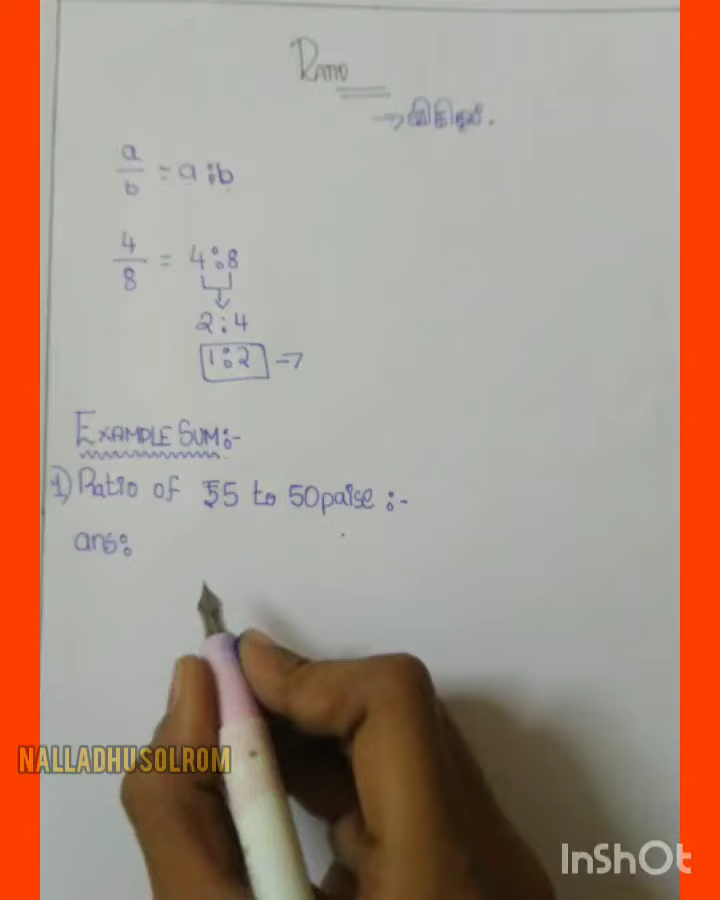 RATIO
→ விகிதம்.
a/b = a:b
4/8 = 4:8
2:4
1:2 →
EXAMPLE SUM:-
1) Ratio of ₹5 to 50paise :-
ans:
NALLADHUSOLROM
InShOt